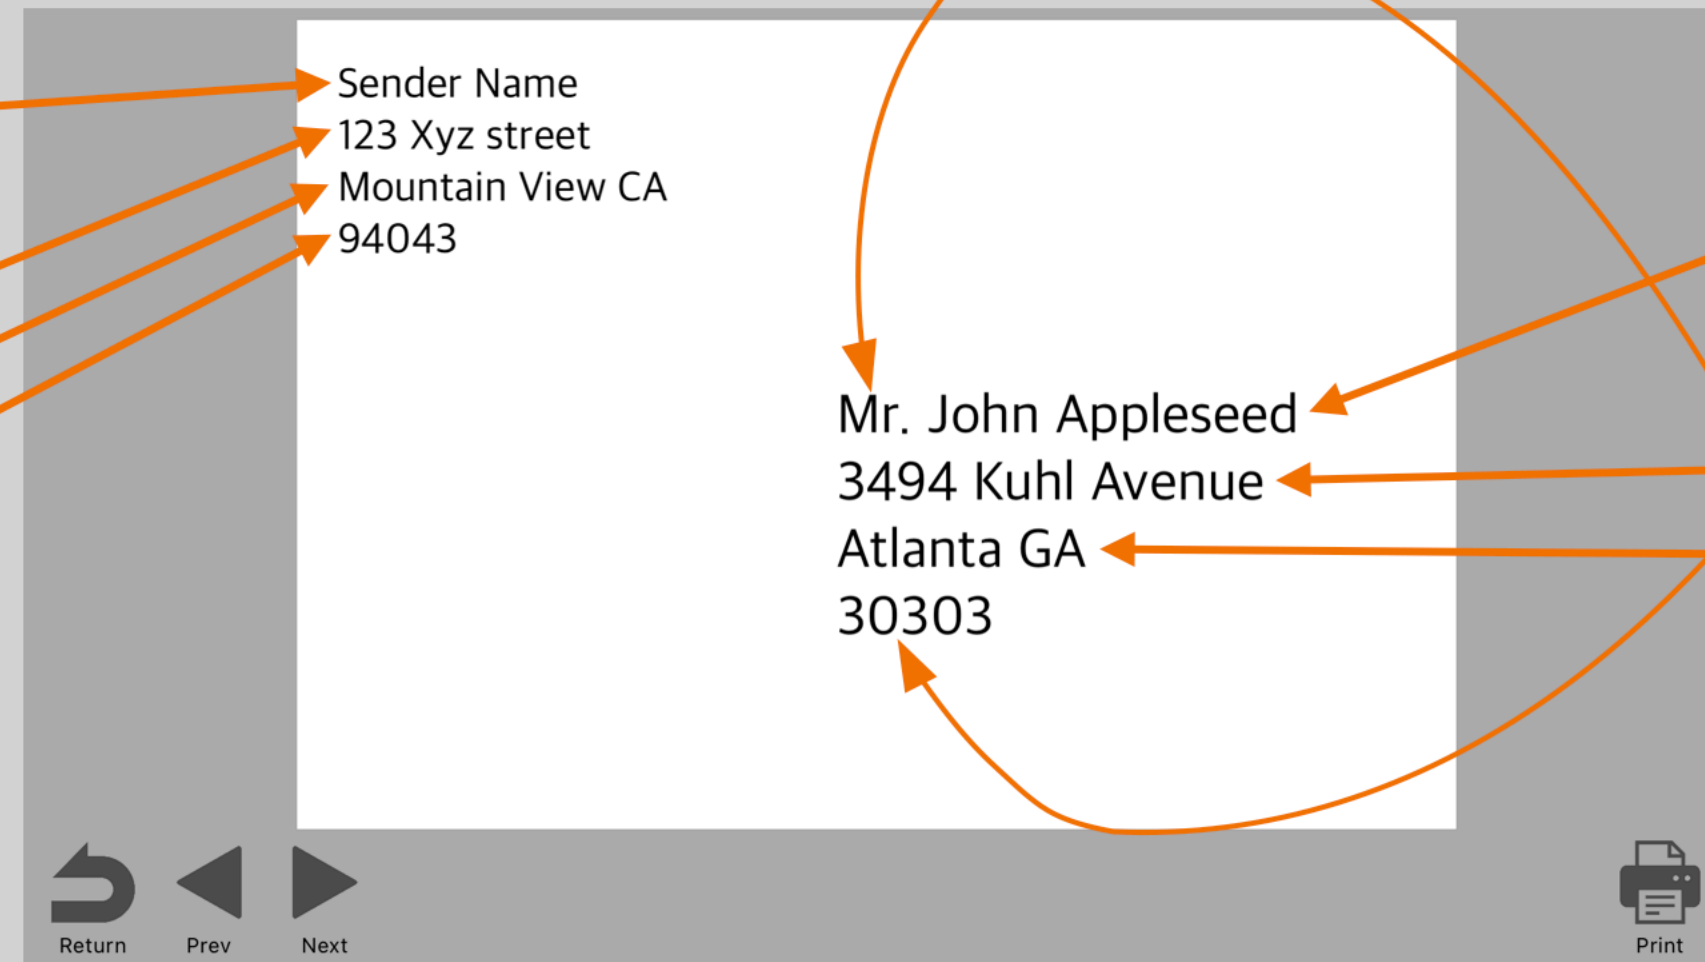 Sender Name
123 Xyz street
Mountain View CA
94043
Mr. John Appleseed
3494 Kuhl Avenue
Atlanta GA
30303
Return
Prev
Next
Print